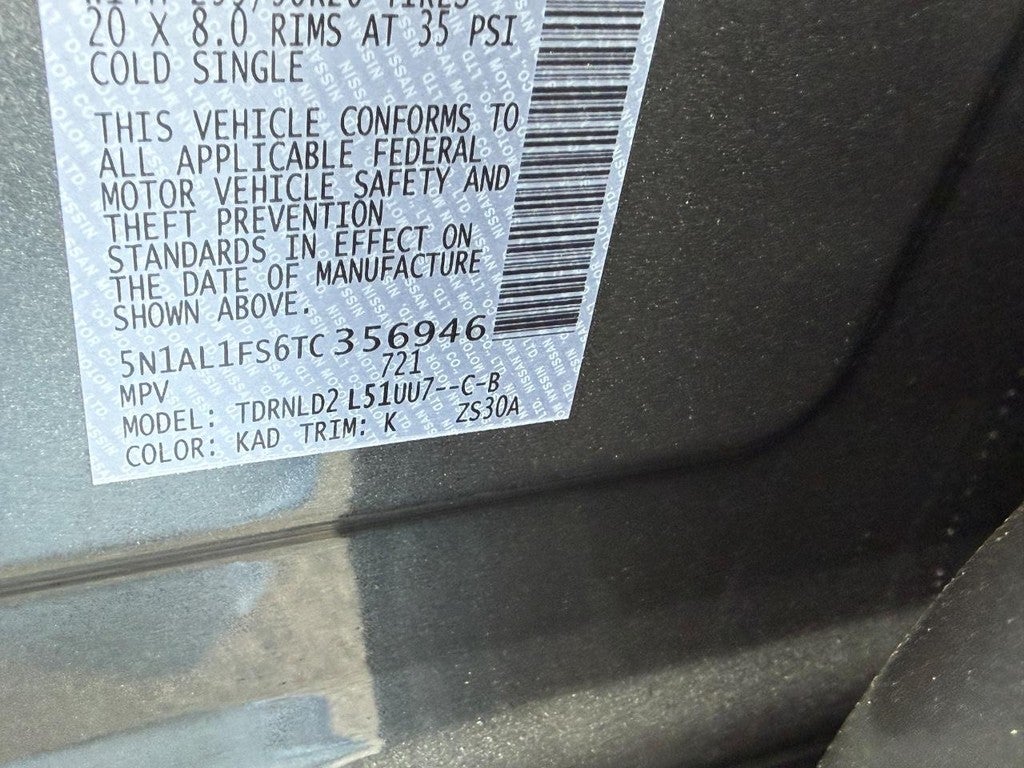 20 X 8.0 RIMS AT 35 PSI
COLD SINGLE
THIS VEHICLE CONFORMS TO
ALL APPLICABLE FEDERAL
MOTOR VEHICLE SAFETY AND
THEFT PREVENTION
STANDARDS IN EFFECT ON
THE DATE OF MANUFACTURE
SHOWN ABOVE.
5N1AL1FS6TC356946
MPV 721
MODEL: TDRNLD2 L51UU7--C-B
COLOR: KAD TRIM: K ZS30A